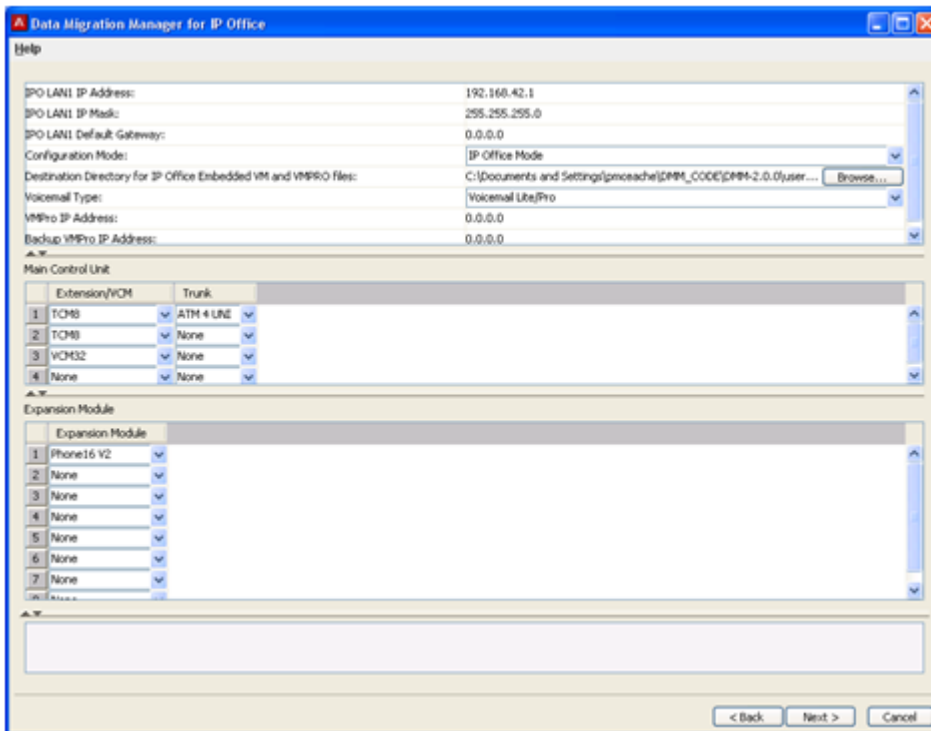 Data Migration Manager for IP Office
Help
IPO LAN1 IP Address: 192.168.42.1
IPO LAN1 IP Mask: 255.255.255.0
IPO LAN1 Default Gateway: 0.0.0.0
Configuration Mode: IP Office Mode
Destination Directory for IP Office Embedded VM and VMPRO files: C:\Documents and Settings\pmceache\DMM_CODE\DMM-2.0.0\user... Browse...
Voicemail Type: Voicemail Lite/Pro
VMPro IP Address: 0.0.0.0
Backup VMPro IP Address: 0.0.0.0
Main Control Unit
Extension/VCM Trunk
1 TCM8 ATM 4 UNI
2 TCM8 None
3 VCM32 None
4 None None
Expansion Module
Expansion Module
1 Phone16 V2
2 None
3 None
4 None
5 None
6 None
7 None
< Back Next > Cancel